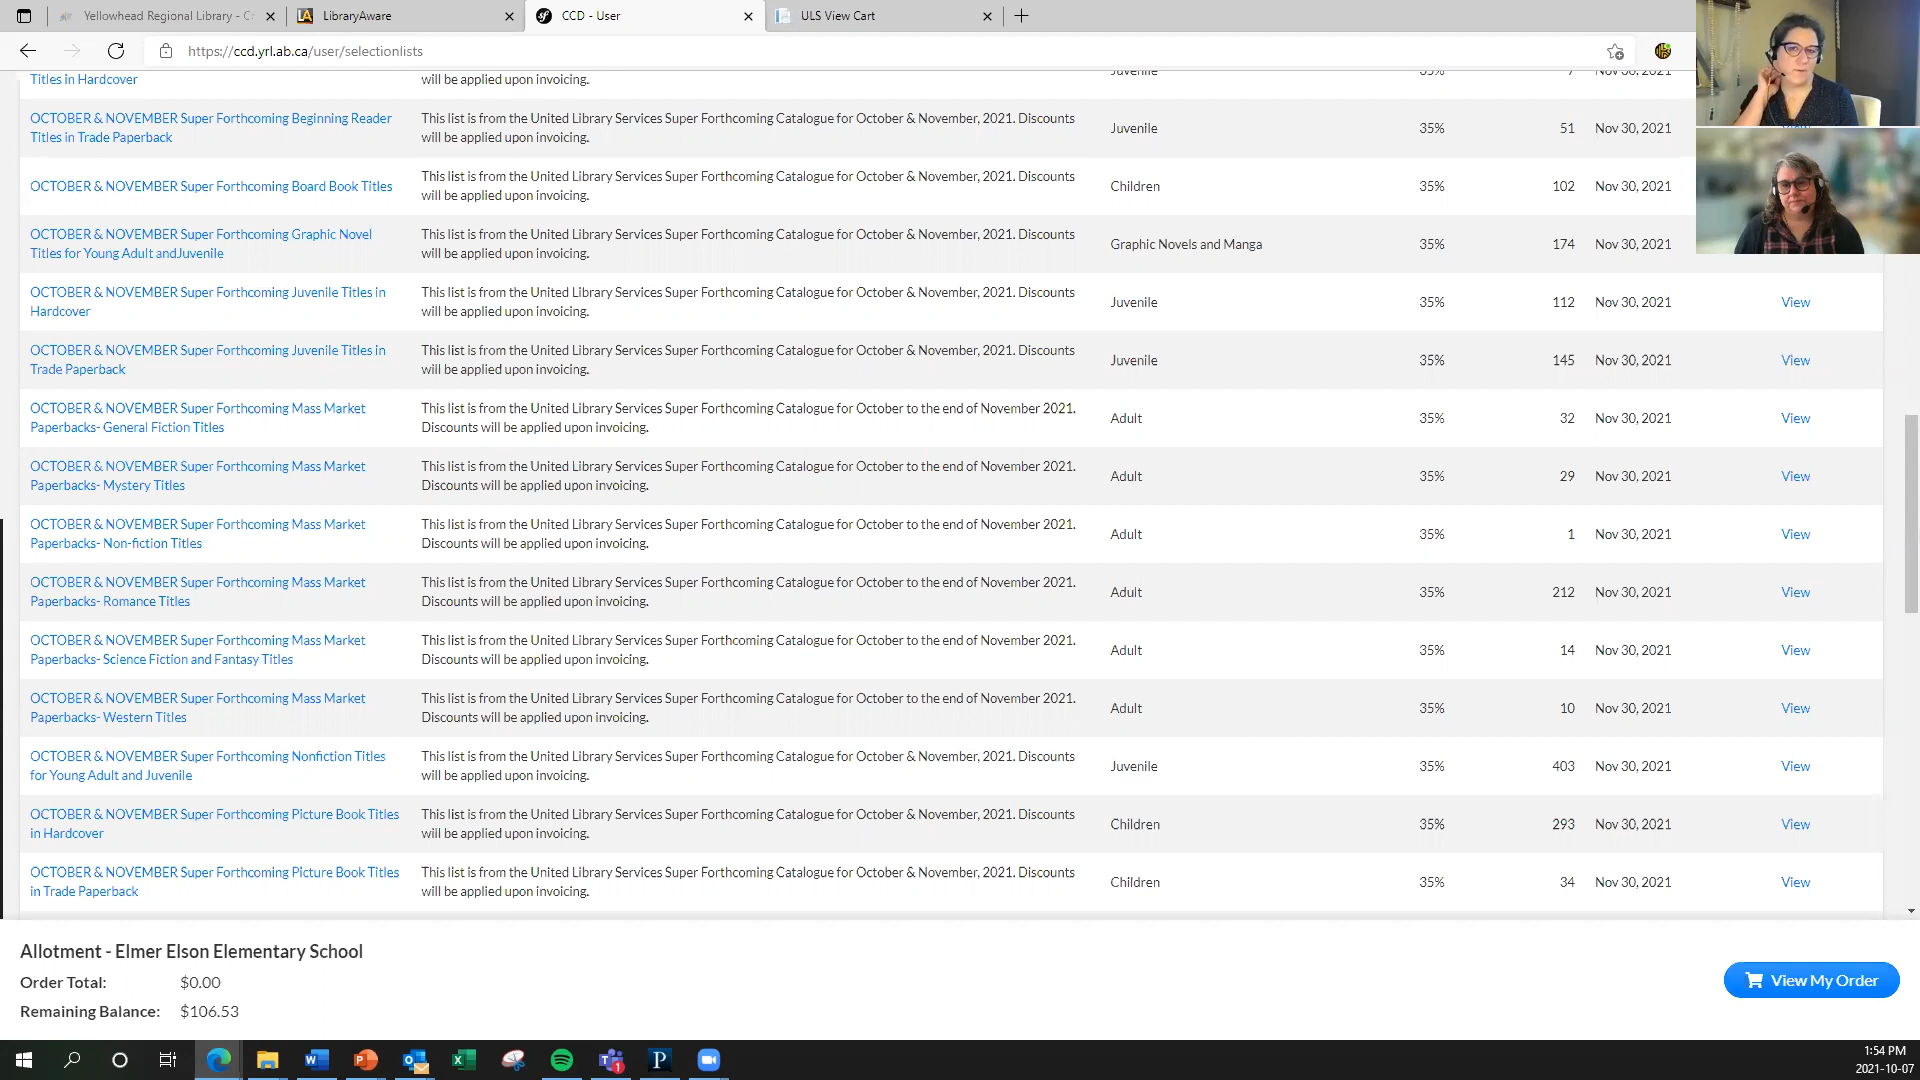 Yellowhead Regional Library - C
LibraryAware
CCD - User
ULS View Cart
https://ccd.yrl.ab.ca/user/selectionlists
Titles in Hardcover
will be applied upon invoicing.
Juvenile
35%
7
Nov 30, 2021
OCTOBER & NOVEMBER Super Forthcoming Beginning Reader
Titles in Trade Paperback
This list is from the United Library Services Super Forthcoming Catalogue for October & November, 2021. Discounts
will be applied upon invoicing.
Juvenile
35%
51
Nov 30, 2021
OCTOBER & NOVEMBER Super Forthcoming Board Book Titles
This list is from the United Library Services Super Forthcoming Catalogue for October & November, 2021. Discounts
will be applied upon invoicing.
Children
35%
102
Nov 30, 2021
OCTOBER & NOVEMBER Super Forthcoming Graphic Novel
Titles for Young Adult andJuvenile
This list is from the United Library Services Super Forthcoming Catalogue for October & November, 2021. Discounts
will be applied upon invoicing.
Graphic Novels and Manga
35%
174
Nov 30, 2021
OCTOBER & NOVEMBER Super Forthcoming Juvenile Titles in
Hardcover
This list is from the United Library Services Super Forthcoming Catalogue for October & November, 2021. Discounts
will be applied upon invoicing.
Juvenile
35%
112
Nov 30, 2021
View
OCTOBER & NOVEMBER Super Forthcoming Juvenile Titles in
Trade Paperback
This list is from the United Library Services Super Forthcoming Catalogue for October & November, 2021. Discounts
will be applied upon invoicing.
Juvenile
35%
145
Nov 30, 2021
View
OCTOBER & NOVEMBER Super Forthcoming Mass Market
Paperbacks- General Fiction Titles
This list is from the United Library Services Super Forthcoming Catalogue for October to the end of November 2021.
Discounts will be applied upon invoicing.
Adult
35%
32
Nov 30, 2021
View
OCTOBER & NOVEMBER Super Forthcoming Mass Market
Paperbacks- Mystery Titles
This list is from the United Library Services Super Forthcoming Catalogue for October to the end of November 2021.
Discounts will be applied upon invoicing.
Adult
35%
29
Nov 30, 2021
View
OCTOBER & NOVEMBER Super Forthcoming Mass Market
Paperbacks- Non-fiction Titles
This list is from the United Library Services Super Forthcoming Catalogue for October to the end of November 2021.
Discounts will be applied upon invoicing.
Adult
35%
1
Nov 30, 2021
View
OCTOBER & NOVEMBER Super Forthcoming Mass Market
Paperbacks- Romance Titles
This list is from the United Library Services Super Forthcoming Catalogue for October to the end of November 2021.
Discounts will be applied upon invoicing.
Adult
35%
212
Nov 30, 2021
View
OCTOBER & NOVEMBER Super Forthcoming Mass Market
Paperbacks- Science Fiction and Fantasy Titles
This list is from the United Library Services Super Forthcoming Catalogue for October to the end of November 2021.
Discounts will be applied upon invoicing.
Adult
35%
14
Nov 30, 2021
View
OCTOBER & NOVEMBER Super Forthcoming Mass Market
Paperbacks- Western Titles
This list is from the United Library Services Super Forthcoming Catalogue for October to the end of November 2021.
Discounts will be applied upon invoicing.
Adult
35%
10
Nov 30, 2021
View
OCTOBER & NOVEMBER Super Forthcoming Nonfiction Titles
for Young Adult and Juvenile
This list is from the United Library Services Super Forthcoming Catalogue for October & November, 2021. Discounts
will be applied upon invoicing.
Juvenile
35%
403
Nov 30, 2021
View
OCTOBER & NOVEMBER Super Forthcoming Picture Book Titles
in Hardcover
This list is from the United Library Services Super Forthcoming Catalogue for October & November, 2021. Discounts
will be applied upon invoicing.
Children
35%
293
Nov 30, 2021
View
OCTOBER & NOVEMBER Super Forthcoming Picture Book Titles
in Trade Paperback
This list is from the United Library Services Super Forthcoming Catalogue for October & November, 2021. Discounts
will be applied upon invoicing.
Children
35%
34
Nov 30, 2021
View
Allotment - Elmer Elson Elementary School
Order Total: $0.00
Remaining Balance: $106.53
View My Order
1:54 PM
2021-10-07